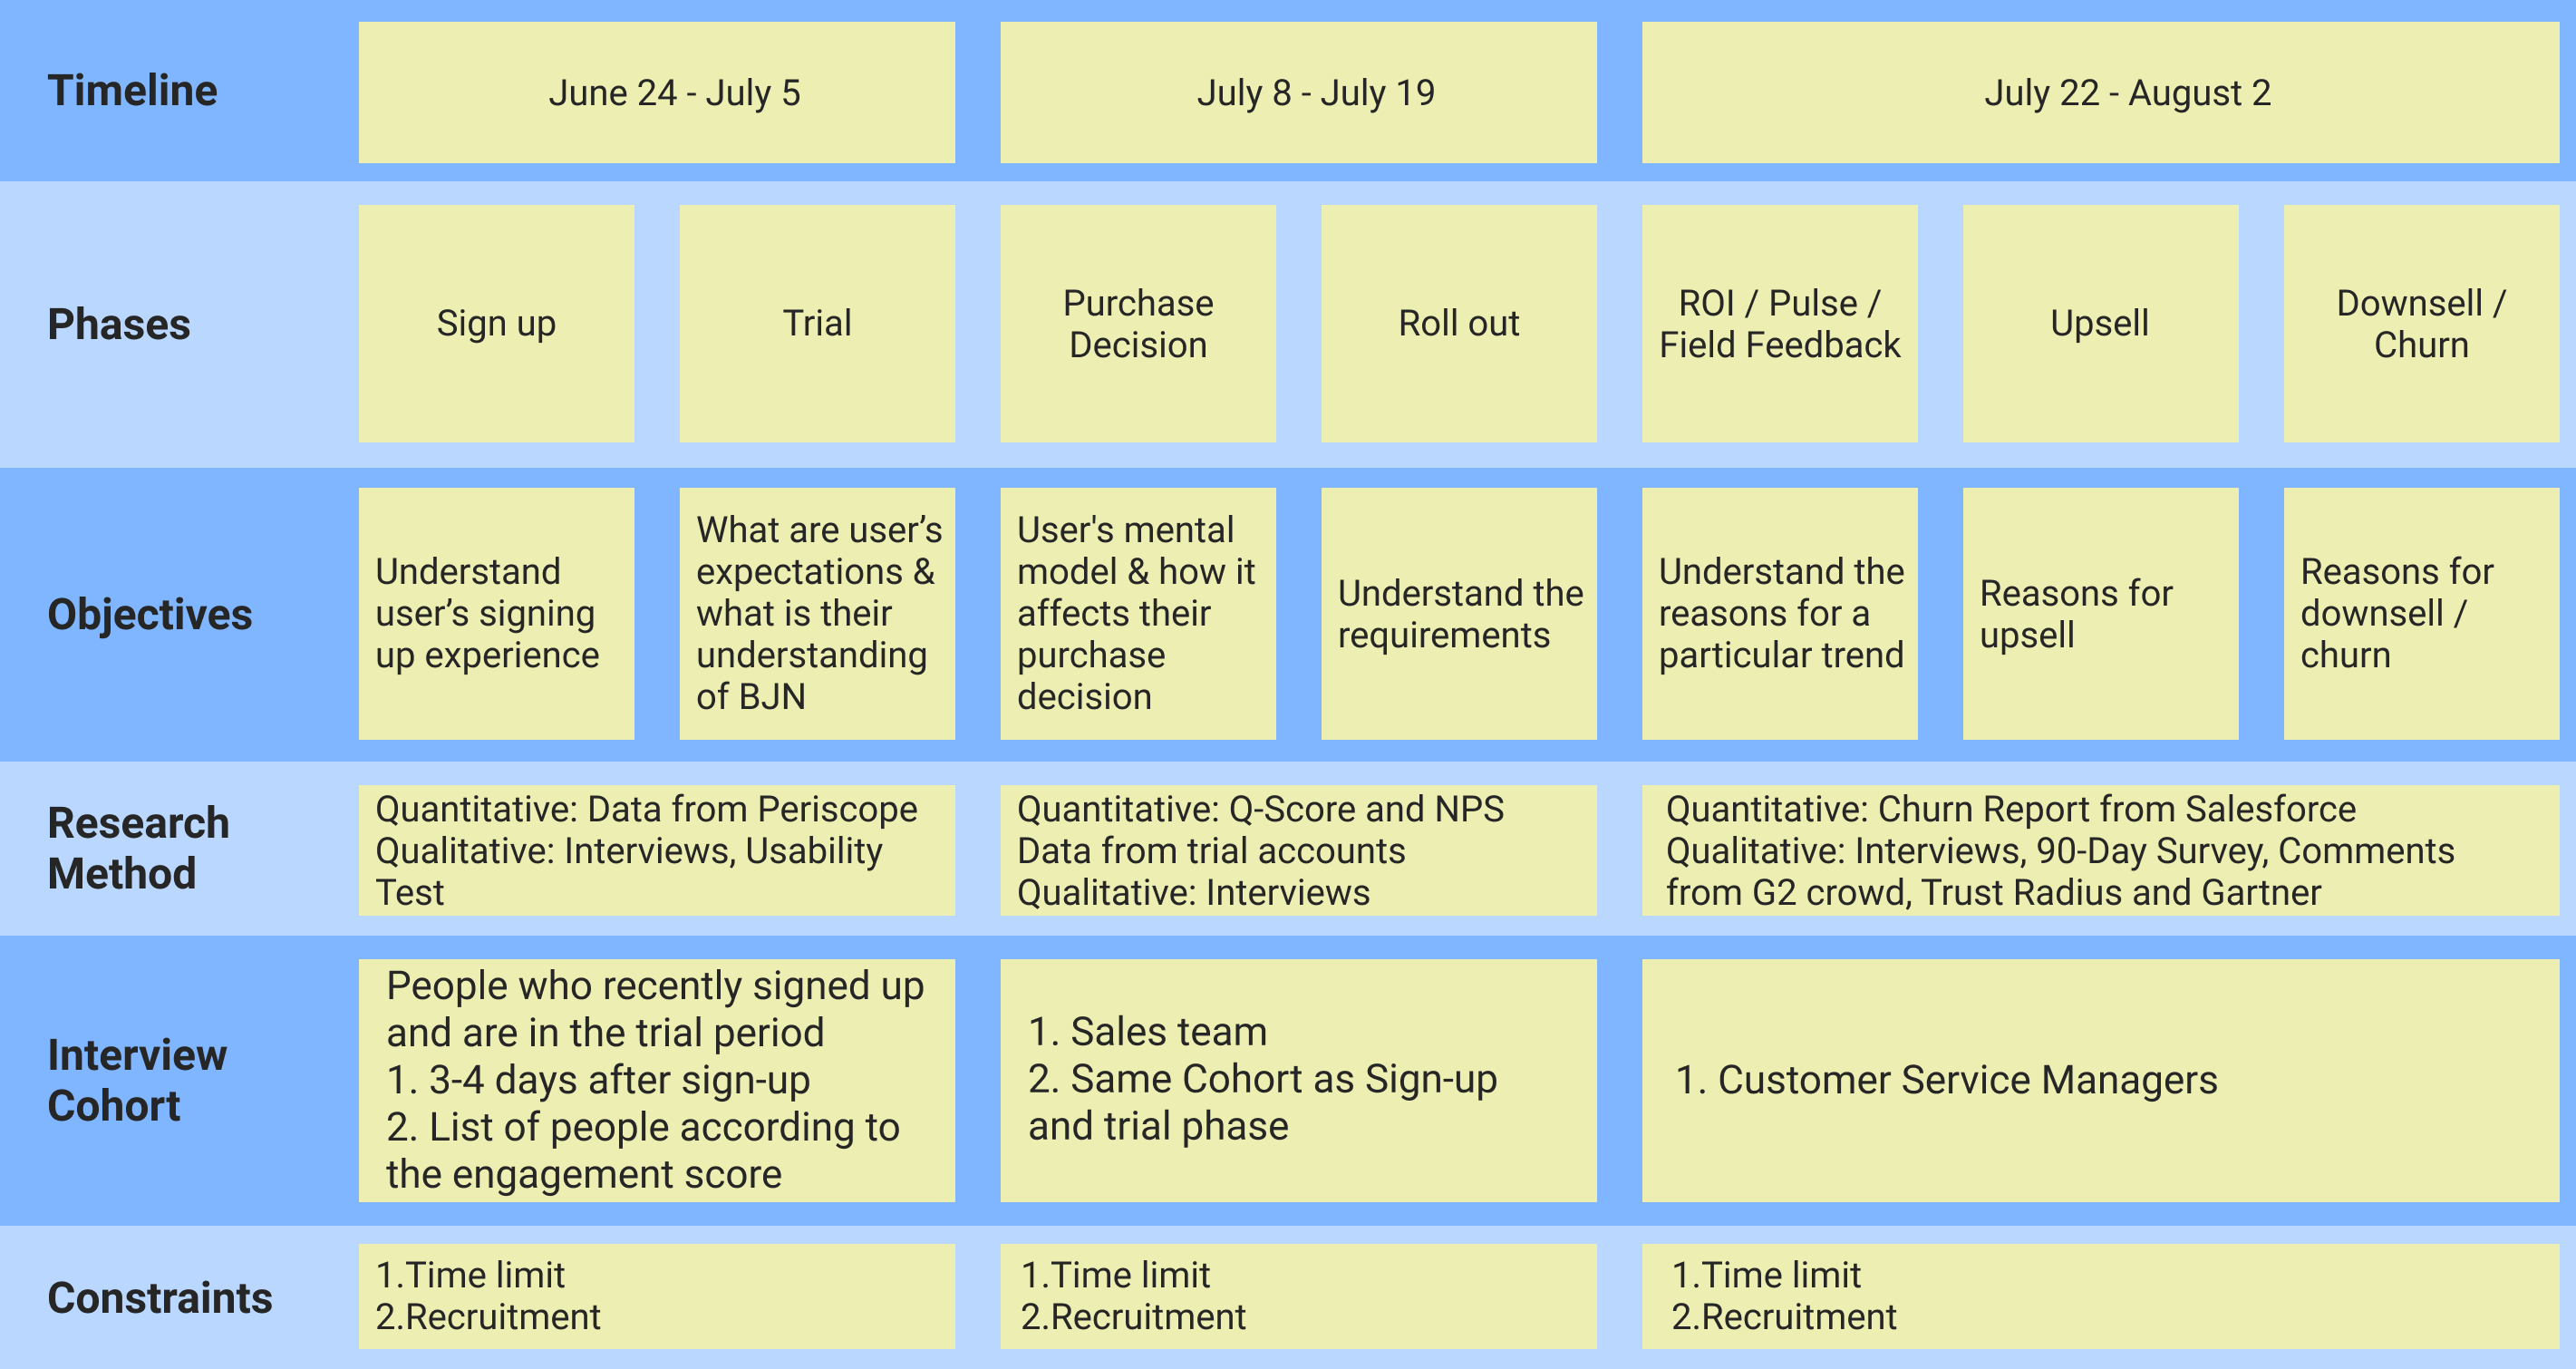 Timeline
June 24 - July 5
July 8 - July 19
July 22 - August 2
Phases
Sign up
Trial
Purchase
Decision
Roll out
ROI / Pulse /
Field Feedback
Upsell
Downsell /
Churn
Objectives
Understand
user’s signing
up experience
What are user’s
expectations &
what is their
understanding
of BJN
User's mental
model & how it
affects their
purchase
decision
Understand the
requirements
Understand the
reasons for a
particular trend
Reasons for
upsell
Reasons for
downsell /
churn
Research
Method
Quantitative: Data from Periscope
Qualitative: Interviews, Usability
Test
Quantitative: Q-Score and NPS
Data from trial accounts
Qualitative: Interviews
Quantitative: Churn Report from Salesforce
Qualitative: Interviews, 90-Day Survey, Comments
from G2 crowd, Trust Radius and Gartner
Interview
Cohort
People who recently signed up
and are in the trial period
1. 3-4 days after sign-up
2. List of people according to
the engagement score
1. Sales team
2. Same Cohort as Sign-up
and trial phase
1. Customer Service Managers
Constraints
1.Time limit
2.Recruitment
1.Time limit
2.Recruitment
1.Time limit
2.Recruitment